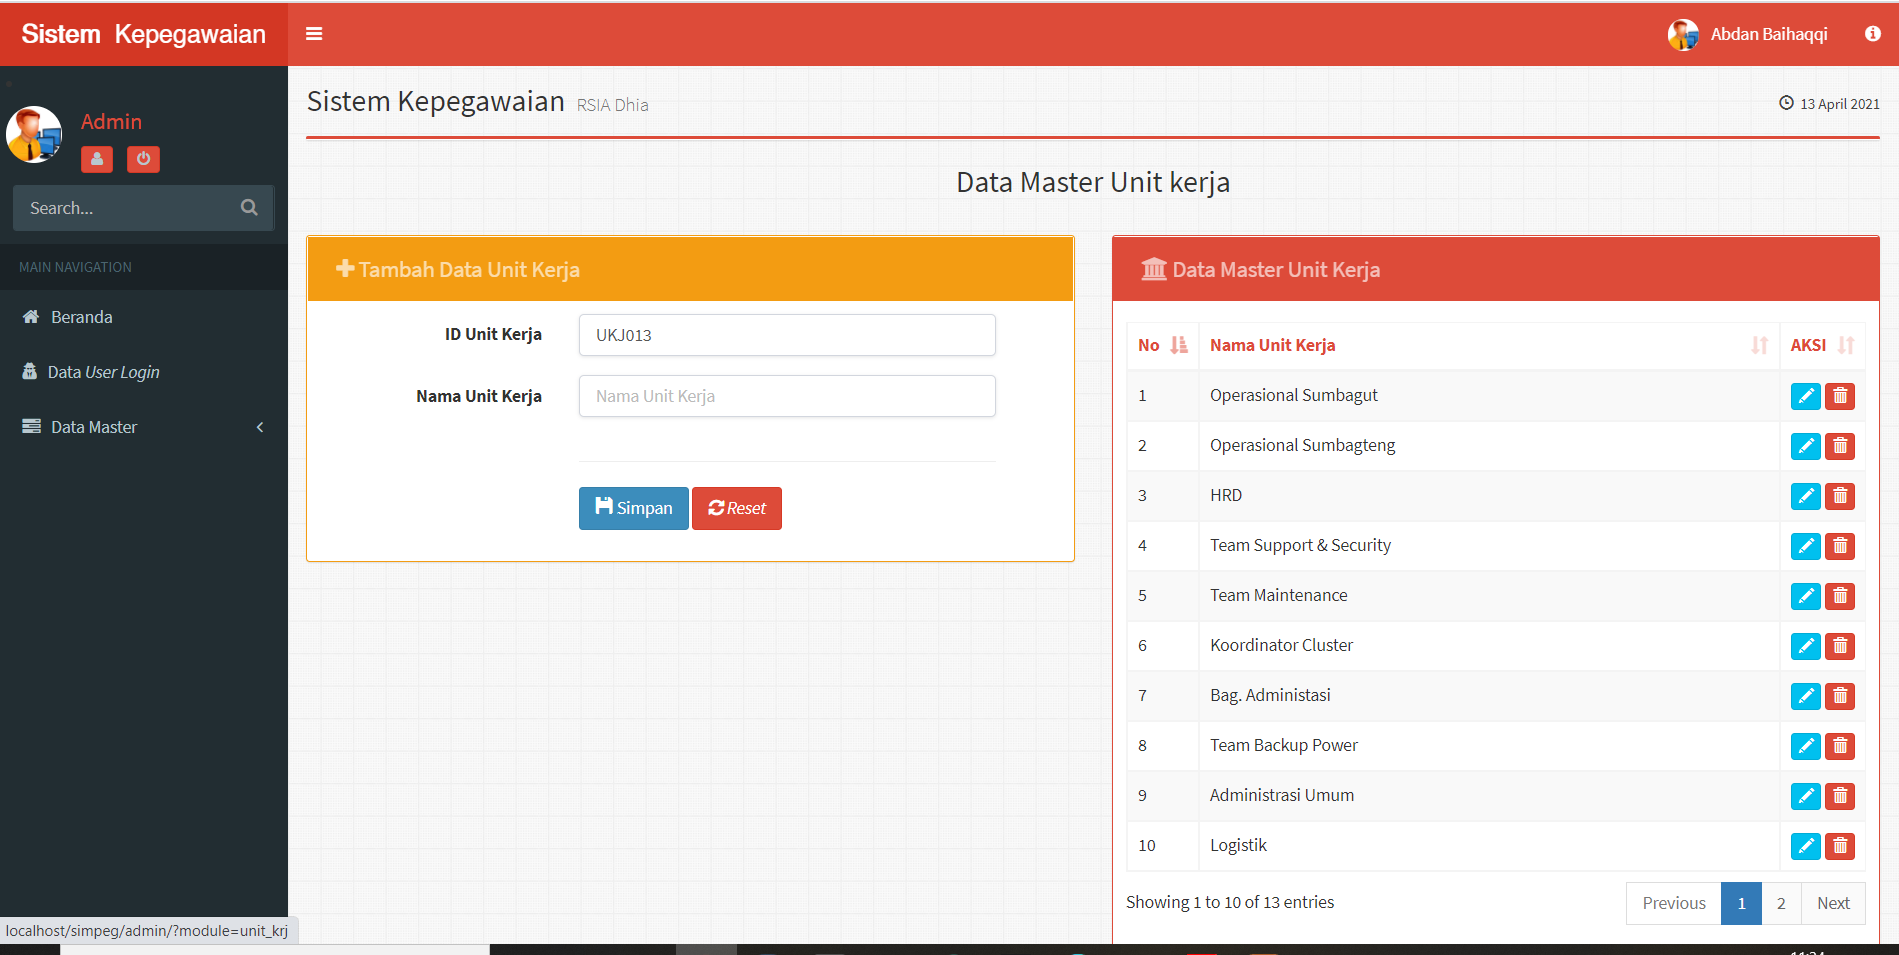 Sistem Kepegawaian
Abdan Baihaqqi
Admin
Search...
MAIN NAVIGATION
Beranda
Data User Login
Data Master
Sistem Kepegawaian RSIA Dhia
13 April 2021
Data Master Unit kerja
Tambah Data Unit Kerja
ID Unit Kerja UKJ013
Nama Unit Kerja Nama Unit Kerja
Simpan Reset
Data Master Unit Kerja
No Nama Unit Kerja AKSI
1 Operasional Sumbagut
2 Operasional Sumbagteng
3 HRD
4 Team Support & Security
5 Team Maintenance
6 Koordinator Cluster
7 Bag. Administasi
8 Team Backup Power
9 Administrasi Umum
10 Logistik
Showing 1 to 10 of 13 entries
Previous 1 2 Next
localhost/simpeg/admin/?module=unit_krj